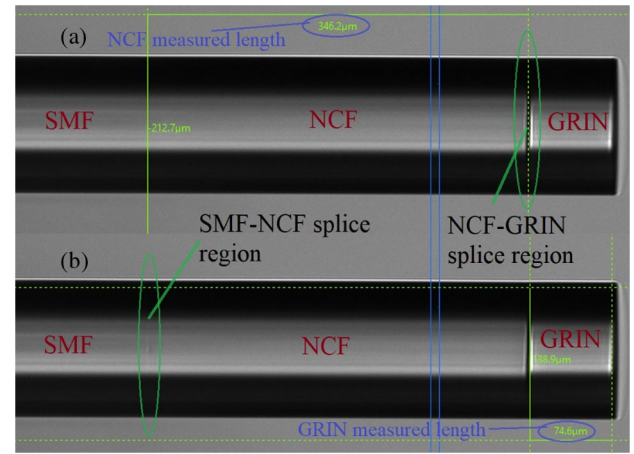 (a)
NCF measured length
346.2μm
SMF
NCF
GRIN
-212.7μm
SMF-NCF splice
region
NCF-GRIN
splice region
(b)
SMF
NCF
GRIN
138.9μm
GRIN measured length
74.6μm